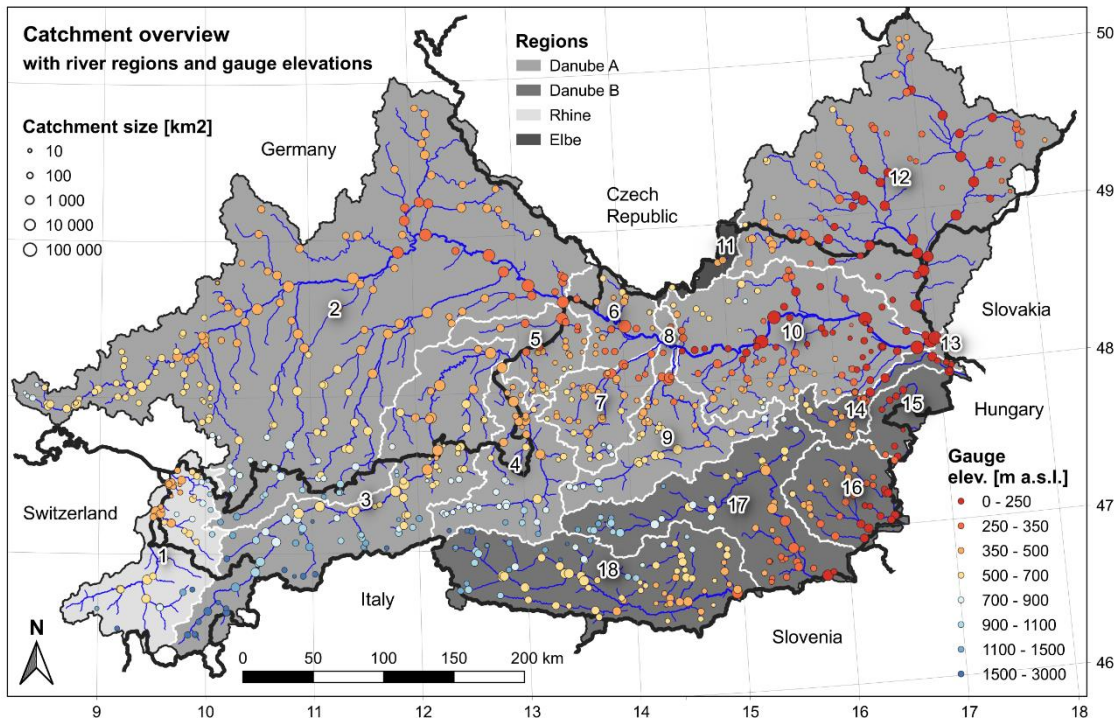 Catchment overview
with river regions and gauge elevations
Catchment size [km2]
10
100
1 000
10 000
100 000
Regions
Danube A
Danube B
Rhine
Elbe
Germany
Czech
Republic
Slovakia
Hungary
Slovenia
Italy
Switzerland
1
2
3
4
5
6
7
8
9
10
11
12
13
14
15
16
17
18
Gauge
elev. [m a.s.l.]
0 - 250
250 - 350
350 - 500
500 - 700
700 - 900
900 - 1100
1100 - 1500
1500 - 3000
N
0 50 100 150 200 km
50
49
48
47
46
9 10 11 12 13 14 15 16 17 18